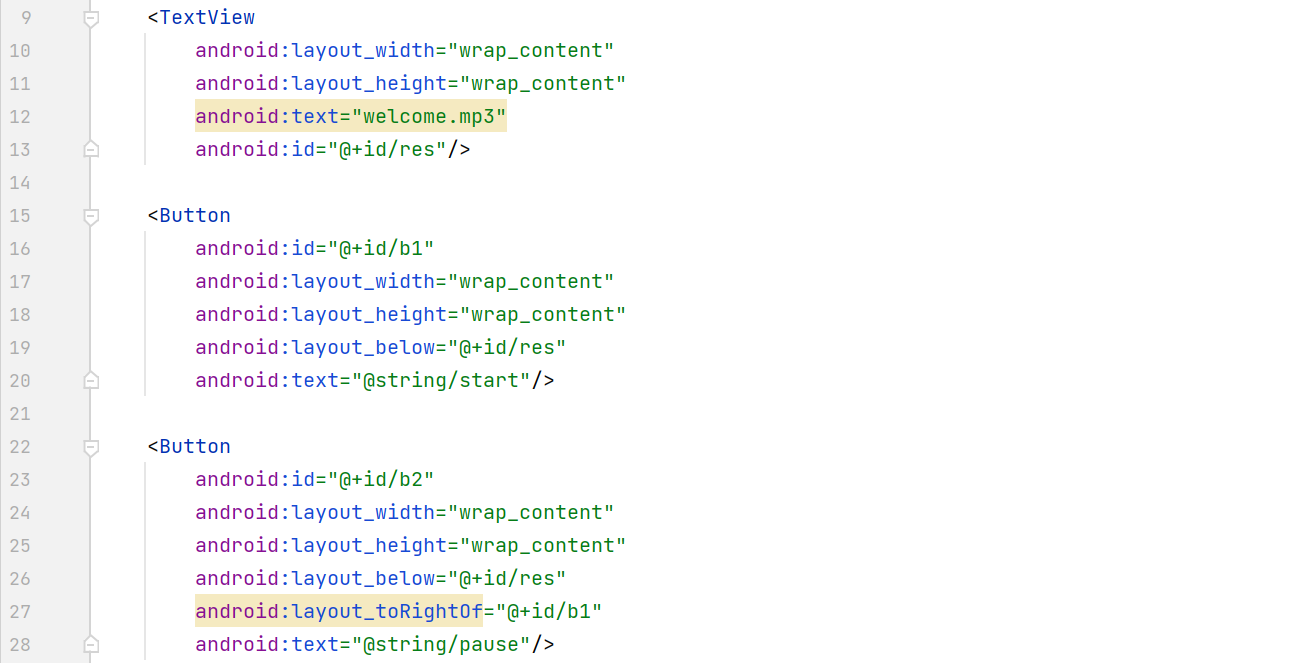 9 <TextView
10 android:layout_width="wrap_content"
11 android:layout_height="wrap_content"
12 android:text="welcome.mp3"
13 android:id="@+id/res"/>
14
15 <Button
16 android:id="@+id/b1"
17 android:layout_width="wrap_content"
18 android:layout_height="wrap_content"
19 android:layout_below="@+id/res"
20 android:text="@string/start"/>
21
22 <Button
23 android:id="@+id/b2"
24 android:layout_width="wrap_content"
25 android:layout_height="wrap_content"
26 android:layout_below="@+id/res"
27 android:layout_toRightOf="@+id/b1"
28 android:text="@string/pause"/>